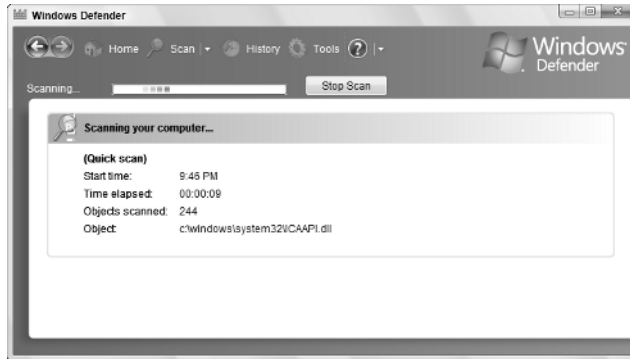 Windows Defender
Home Scan History Tools ?
Windows
Defender
Scanning...
Stop Scan
Scanning your computer...
(Quick scan)
Start time: 9:46 PM
Time elapsed: 00:00:09
Objects scanned: 244
Object: c:\windows\system32\ICAAPI.dll